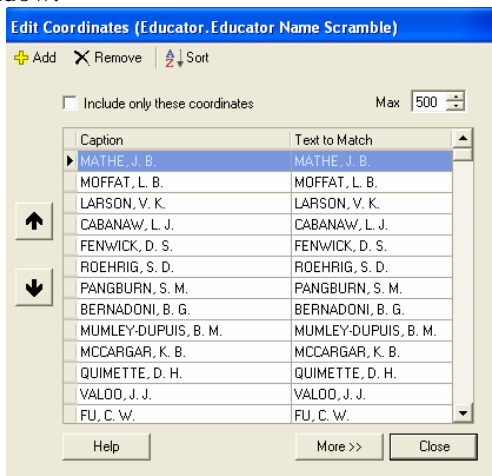 Edit Coordinates (Educator.Educator Name Scramble)
Add Remove Sort
Include only these coordinates Max 500
Caption Text to Match
MATHE, J. B. MATHE, J. B.
MOFFAT, L. B. MOFFAT, L. B.
LARSON, V. K. LARSON, V. K.
CABANAW, L. J. CABANAW, L. J.
FENWICK, D. S. FENWICK, D. S.
ROEHRIG, S. D. ROEHRIG, S. D.
PANGBURN, S. M. PANGBURN, S. M.
BERNADONI, B. G. BERNADONI, B. G.
MUMLEY-DUPUIS, B. M. MUMLEY-DUPUIS, B. M.
MCCARGAR, K. B. MCCARGAR, K. B.
QUIMETTE, D. H. QUIMETTE, D. H.
VALOO, J. J. VALOO, J. J.
FU, C. W. FU, C. W.
Help More >> Close